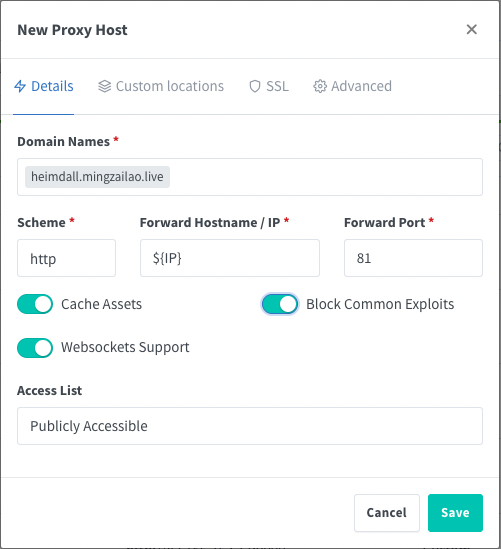 New Proxy Host
Details Custom locations SSL Advanced
Domain Names *
heimdall.mingzailao.live
Scheme * Forward Hostname / IP * Forward Port *
http ${IP} 81
Cache Assets Block Common Exploits
Websockets Support
Access List
Publicly Accessible
Cancel Save